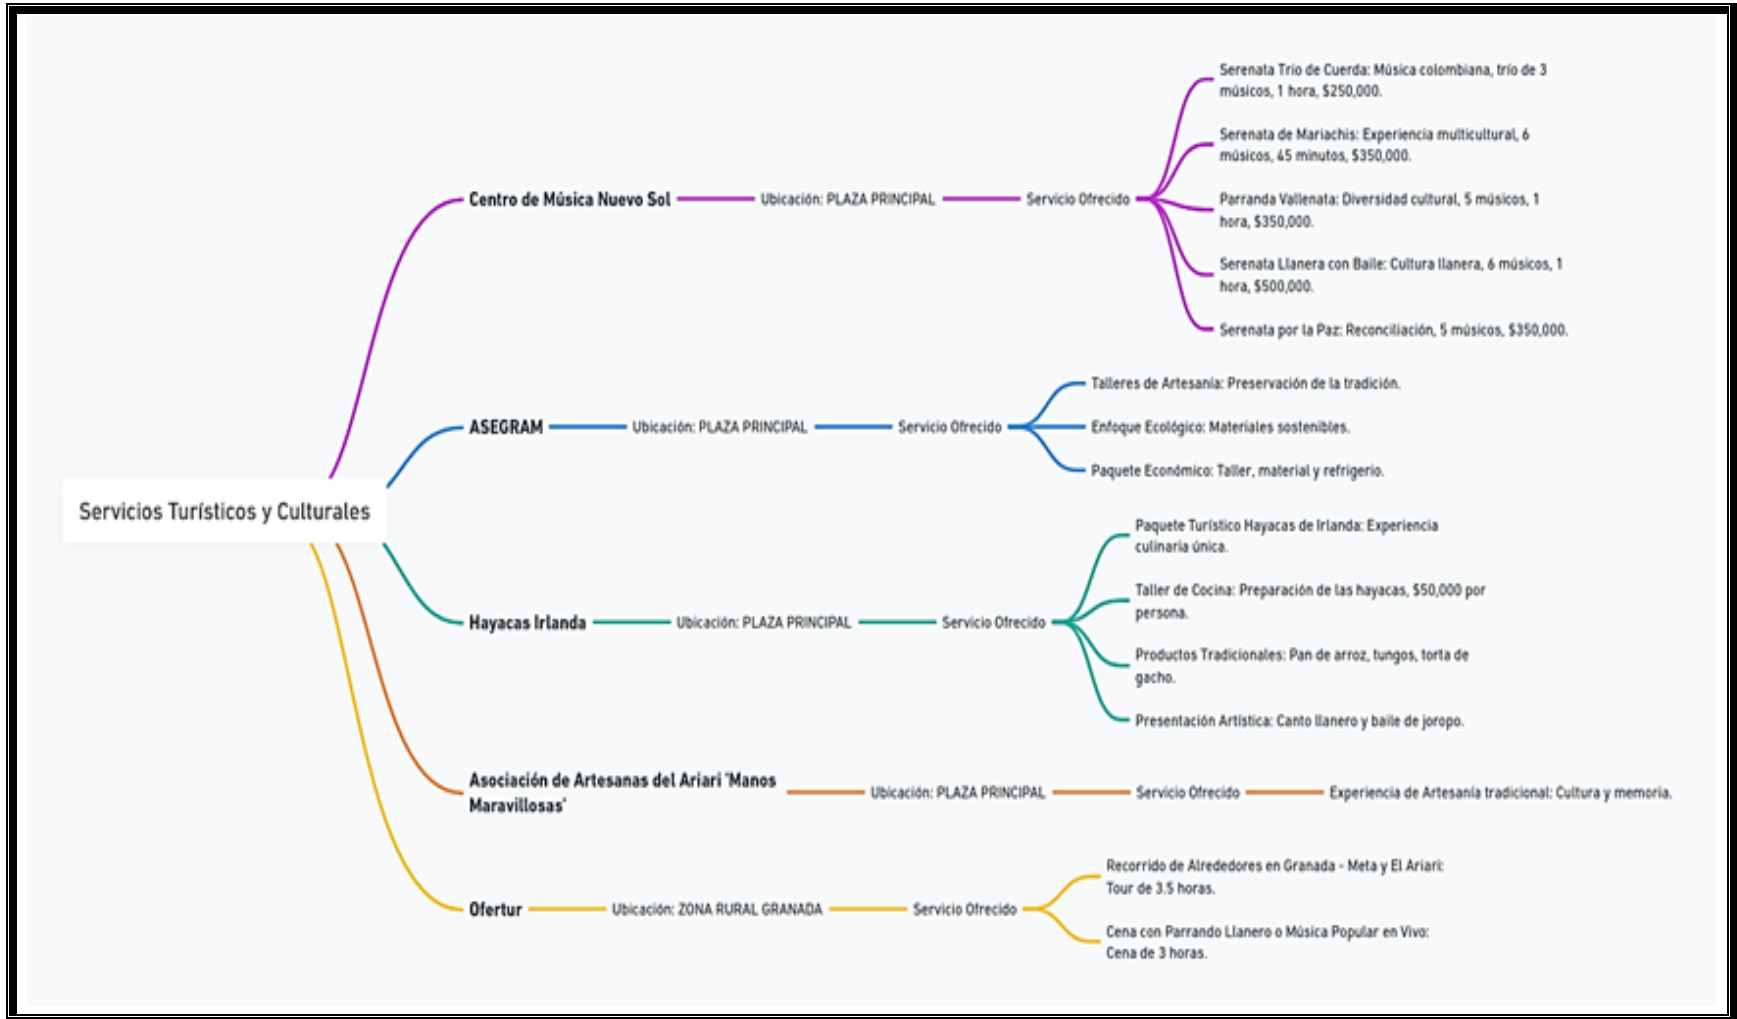 Servicios Turísticos y Culturales
Centro de Música Nuevo Sol
Ubicación: PLAZA PRINCIPAL
Servicio Ofrecido
Serenata Trío de Cuerda: Música colombiana, trío de 3
músicos, 1 hora, $250,000.
Serenata de Mariachis: Experiencia multicultural, 6
músicos, 45 minutos, $350,000.
Parranda Vallenata: Diversidad cultural, 5 músicos, 1
hora, $350,000.
Serenata Llanera con Baile: Cultura llanera, 6 músicos, 1
hora, $500,000.
Serenata por la Paz: Reconciliación, 5 músicos, $350,000.
ASEGRAM
Ubicación: PLAZA PRINCIPAL
Servicio Ofrecido
Talleres de Artesanía: Preservación de la tradición.
Enfoque Ecológico: Materiales sostenibles.
Paquete Económico: Taller, material y refrigerio.
Hayacas Irlanda
Ubicación: PLAZA PRINCIPAL
Servicio Ofrecido
Paquete Turístico Hayacas de Irlanda: Experiencia
culinaria única.
Taller de Cocina: Preparación de las hayacas, $50,000 por
persona.
Productos Tradicionales: Pan de arroz, tungos, torta de
gacho.
Presentación Artística: Canto llanero y baile de joropo.
Asociación de Artesanas del Ariari 'Manos
Maravillosas'
Ubicación: PLAZA PRINCIPAL
Servicio Ofrecido
Experiencia de Artesanía tradicional: Cultura y memoria.
Ofertur
Ubicación: ZONA RURAL GRANADA
Servicio Ofrecido
Recorrido de Alrededores en Granada - Meta y El Ariari:
Tour de 3.5 horas.
Cena con Parrando Llanero o Música Popular en Vivo:
Cena de 3 horas.